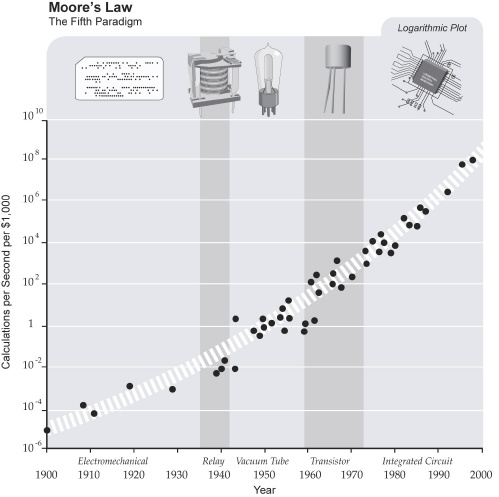 Moore's Law
The Fifth Paradigm
Logarithmic Plot
10^10
10^8
10^6
10^4
10^2
1
10^-2
10^-4
10^-6
Calculations per Second per $1,000
Electromechanical Relay Vacuum Tube Transistor Integrated Circuit
1900 1910 1920 1930 1940 1950 1960 1970 1980 1990 2000
Year